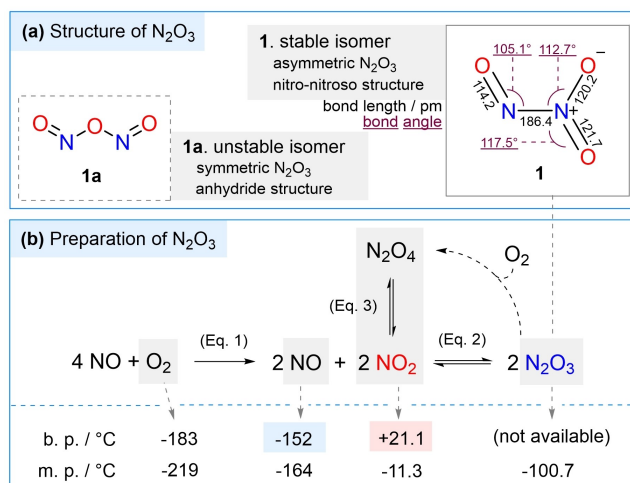 (a) Structure of N₂O₃
1. stable isomer
asymmetric N₂O₃
nitro-nitroso structure
bond length / pm
bond angle
O O O
N N
1a
1a. unstable isomer
symmetric N₂O₃
anhydride structure
105.1° 112.7°
O O −
114.2 120.2
N N +
186.4
121.7
117.5°
O
1
(b) Preparation of N₂O₃
N₂O₄
O₂
(Eq. 3)
(Eq. 1) (Eq. 2)
4 NO + O₂ 2 NO + 2 NO₂ 2 N₂O₃
b. p. / °C -183 -152 +21.1 (not available)
m. p. / °C -219 -164 -11.3 -100.7